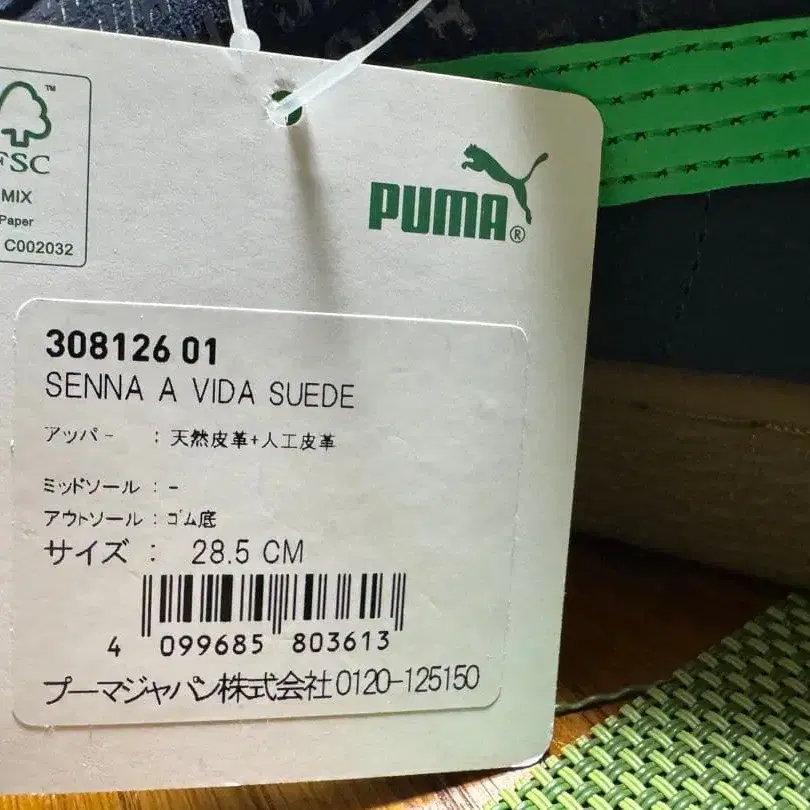 FSC
™
MIX
Paper
C002032
PUMA®
308126 01
SENNA A VIDA SUEDE
アッパー : 天然皮革+人工皮革
ミッドソール : -
アウトソール : ゴム底
サイズ : 28.5 CM
4 099685 803613
プーマジャパン株式会社0120-125150